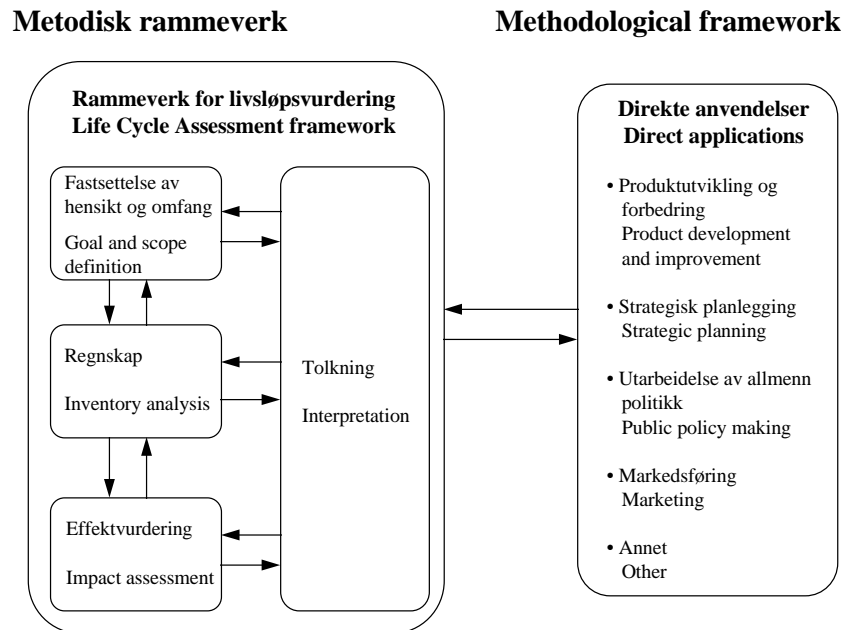 Metodisk rammeverk
Methodological framework
Rammeverk for livsløpsvurdering
Life Cycle Assessment framework
Fastsettelse av
hensikt og omfang
Goal and scope
definition
Regnskap
Inventory analysis
Effektvurdering
Impact assessment
Tolkning
Interpretation
Direkte anvendelser
Direct applications
• Produktutvikling og
forbedring
Product development
and improvement
• Strategisk planlegging
Strategic planning
• Utarbeidelse av allmenn
politikk
Public policy making
• Markedsføring
Marketing
• Annet
Other